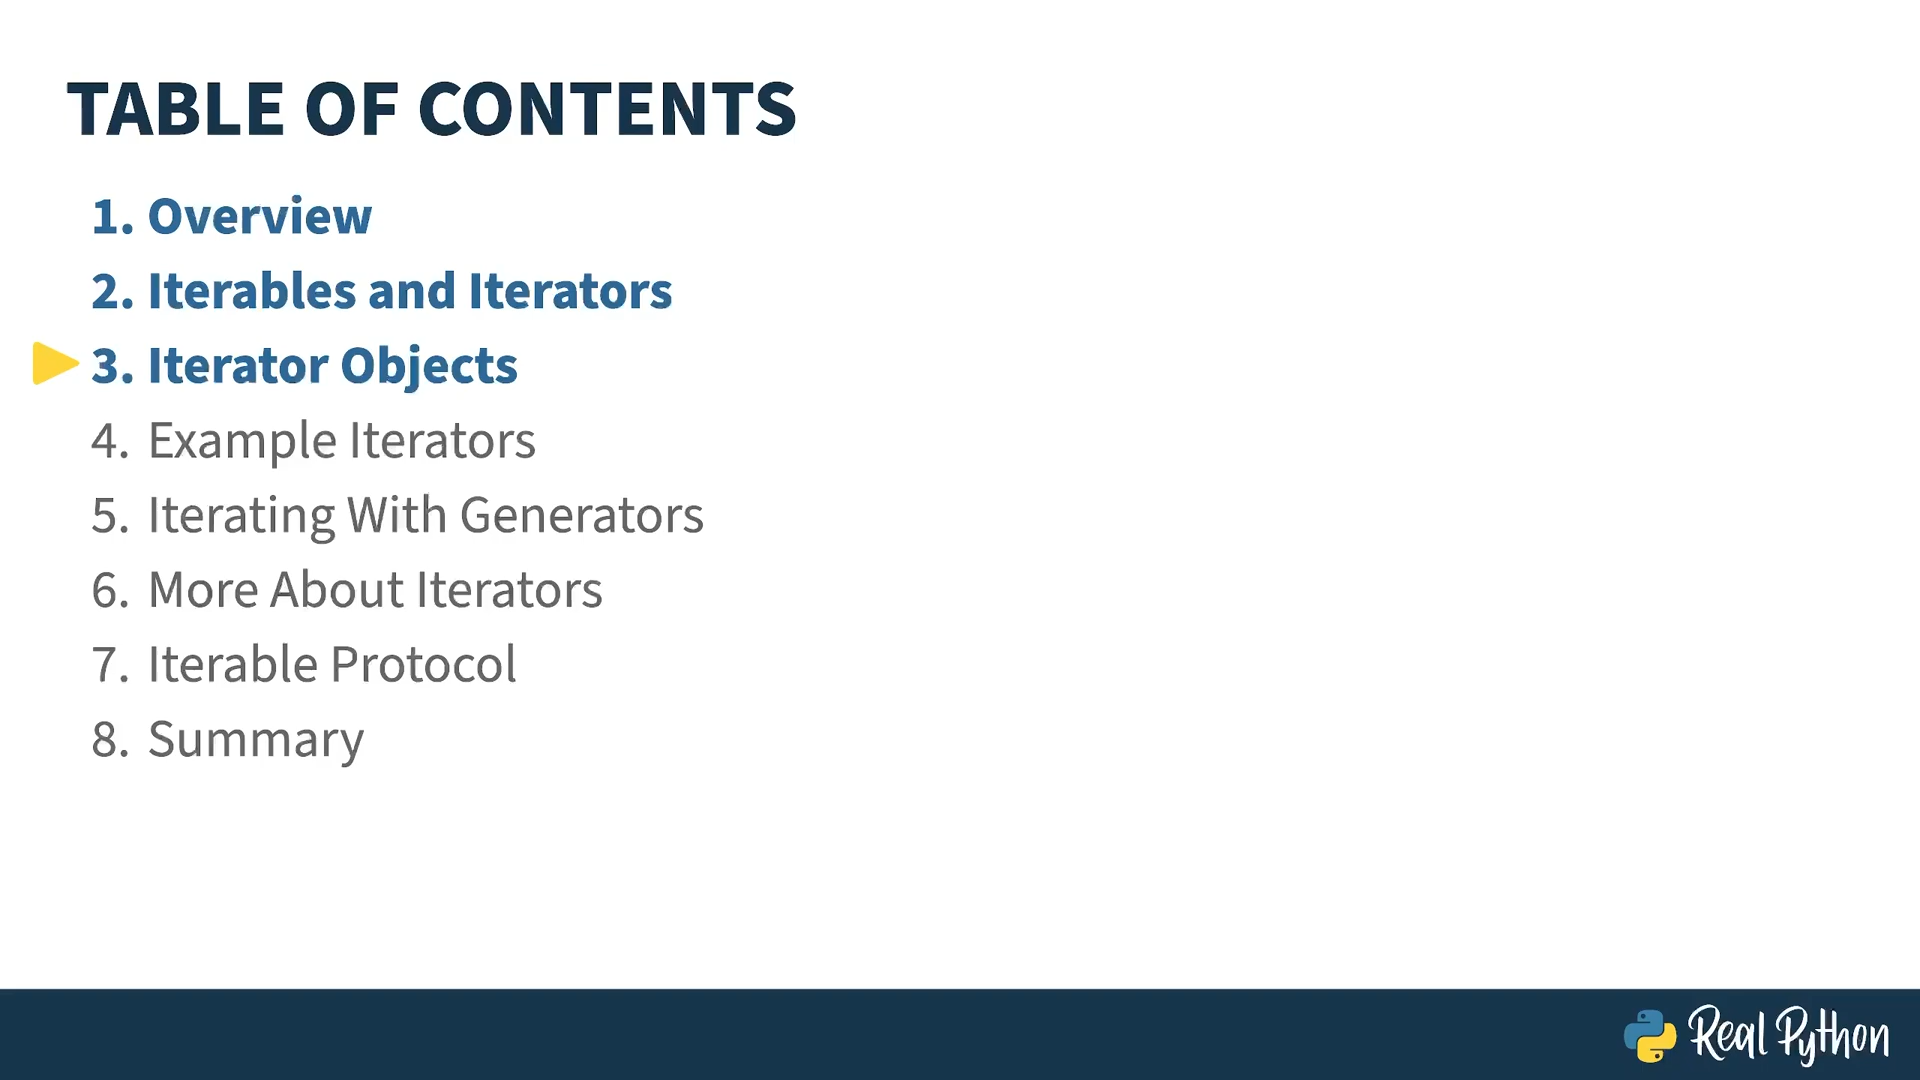 TABLE OF CONTENTS
1. Overview
2. Iterables and Iterators
3. Iterator Objects
4. Example Iterators
5. Iterating With Generators
6. More About Iterators
7. Iterable Protocol
8. Summary
Real Python